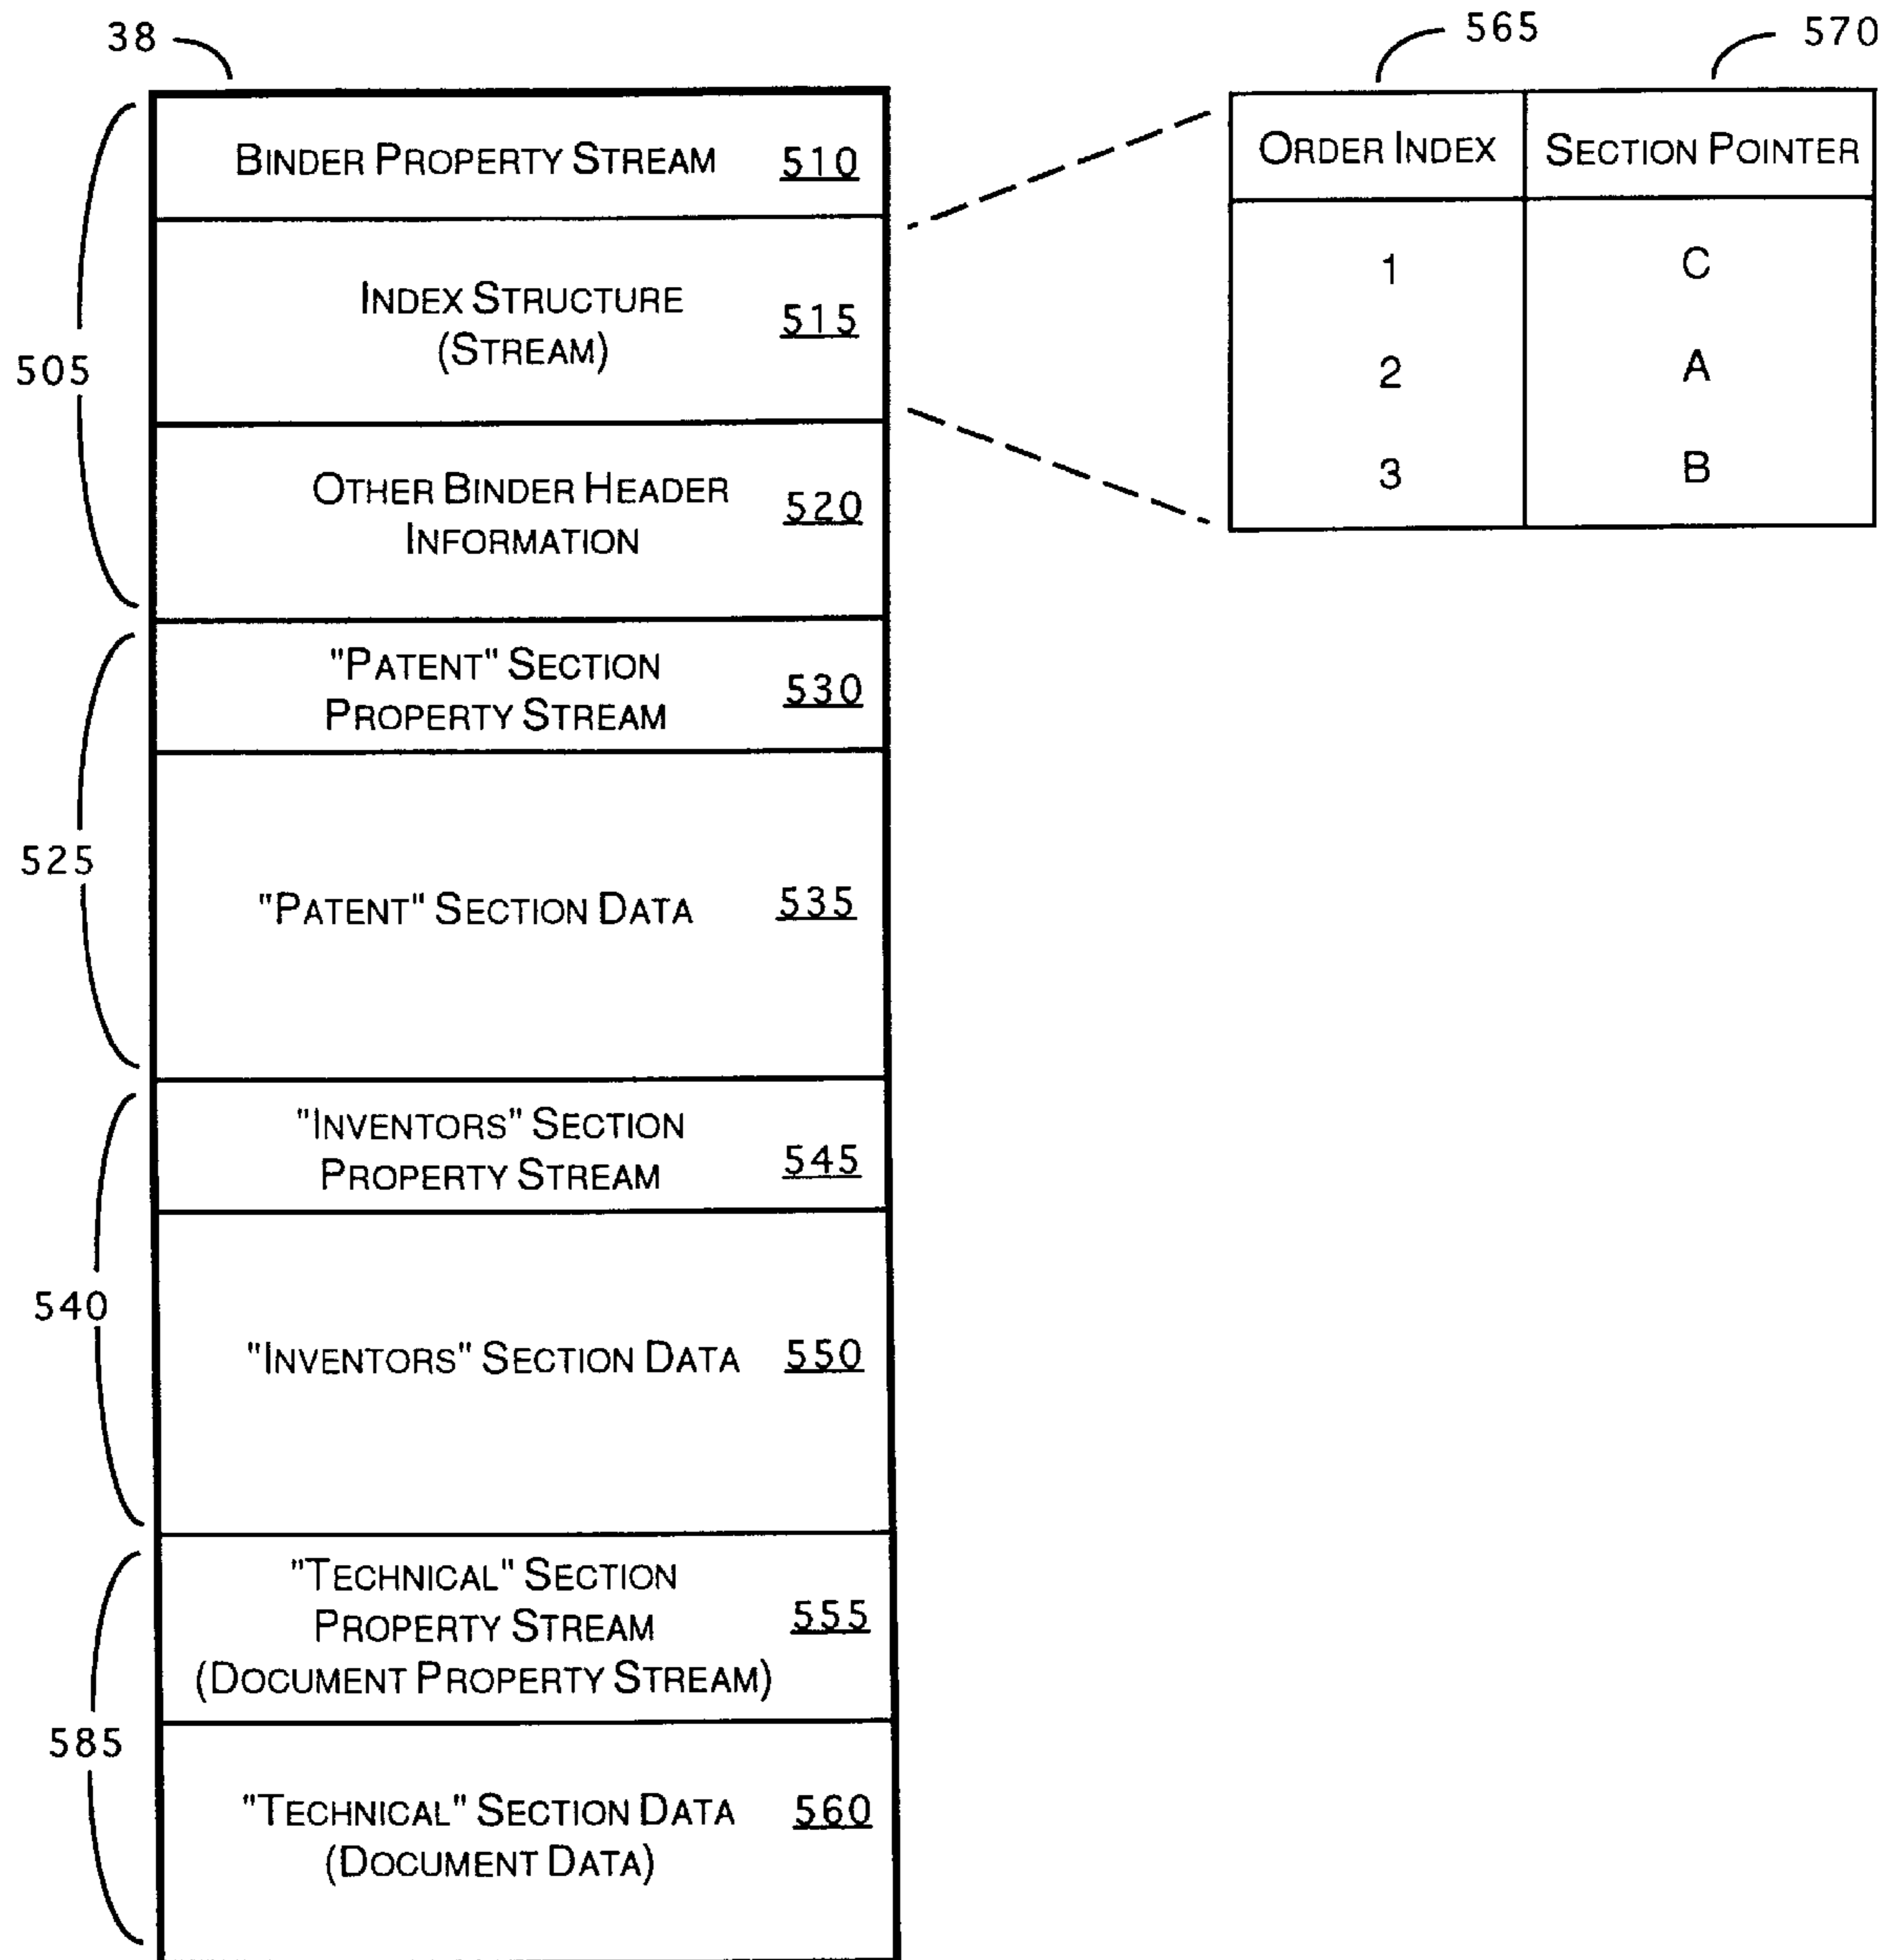 38
BINDER PROPERTY STREAM 510
INDEX STRUCTURE
(STREAM)
515
OTHER BINDER HEADER
INFORMATION
520
505
"PATENT" SECTION
PROPERTY STREAM
530
"PATENT" SECTION DATA 535
525
"INVENTORS" SECTION
PROPERTY STREAM
545
"INVENTORS" SECTION DATA 550
540
"TECHNICAL" SECTION
PROPERTY STREAM
(DOCUMENT PROPERTY STREAM)
555
"TECHNICAL" SECTION DATA
(DOCUMENT DATA)
560
585
565 570
ORDER INDEX SECTION POINTER
1 C
2 A
3 B